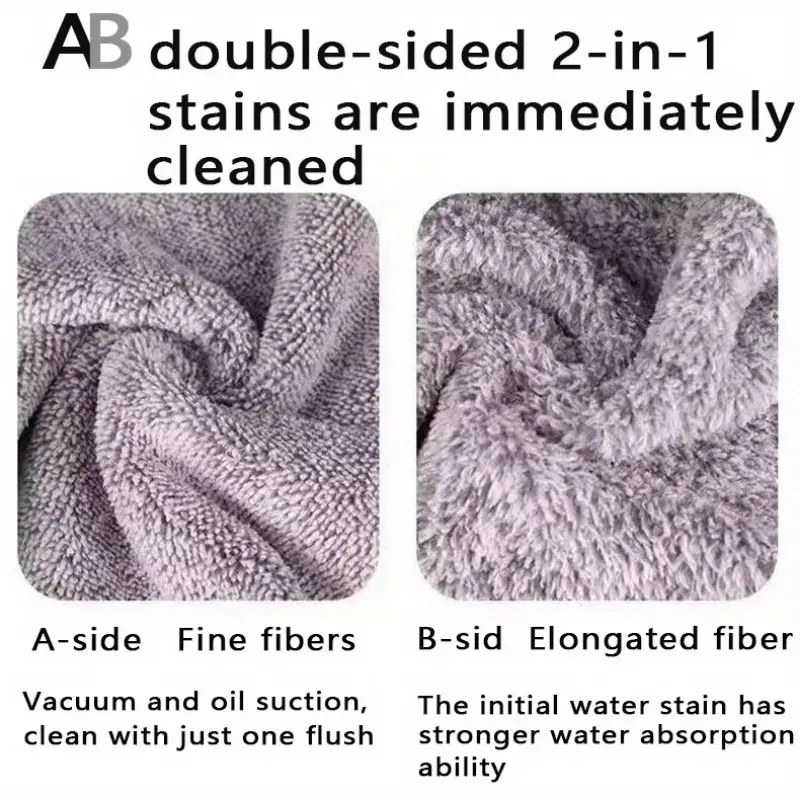 AB double-sided 2-in-1
stains are immediately
cleaned
A-side Fine fibers
B-sid Elongated fiber
Vacuum and oil suction,
clean with just one flush
The initial water stain has
stronger water absorption
ability